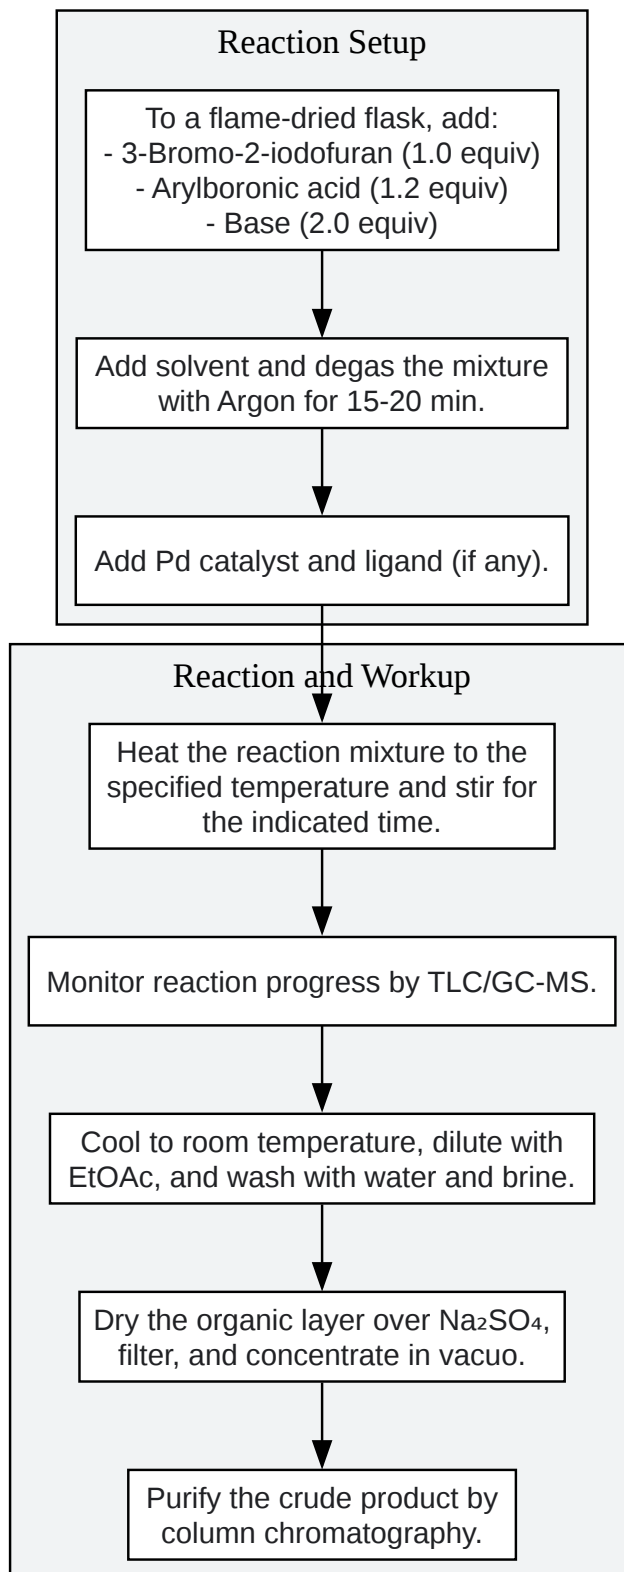 Reaction Setup
To a flame-dried flask, add:
- 3-Bromo-2-iodofuran (1.0 equiv)
- Arylboronic acid (1.2 equiv)
- Base (2.0 equiv)
Add solvent and degas the mixture
with Argon for 15-20 min.
Add Pd catalyst and ligand (if any).
Reaction and Workup
Heat the reaction mixture to the
specified temperature and stir for
the indicated time.
Monitor reaction progress by TLC/GC-MS.
Cool to room temperature, dilute with
EtOAc, and wash with water and brine.
Dry the organic layer over Na₂SO₄,
filter, and concentrate in vacuo.
Purify the crude product by
column chromatography.